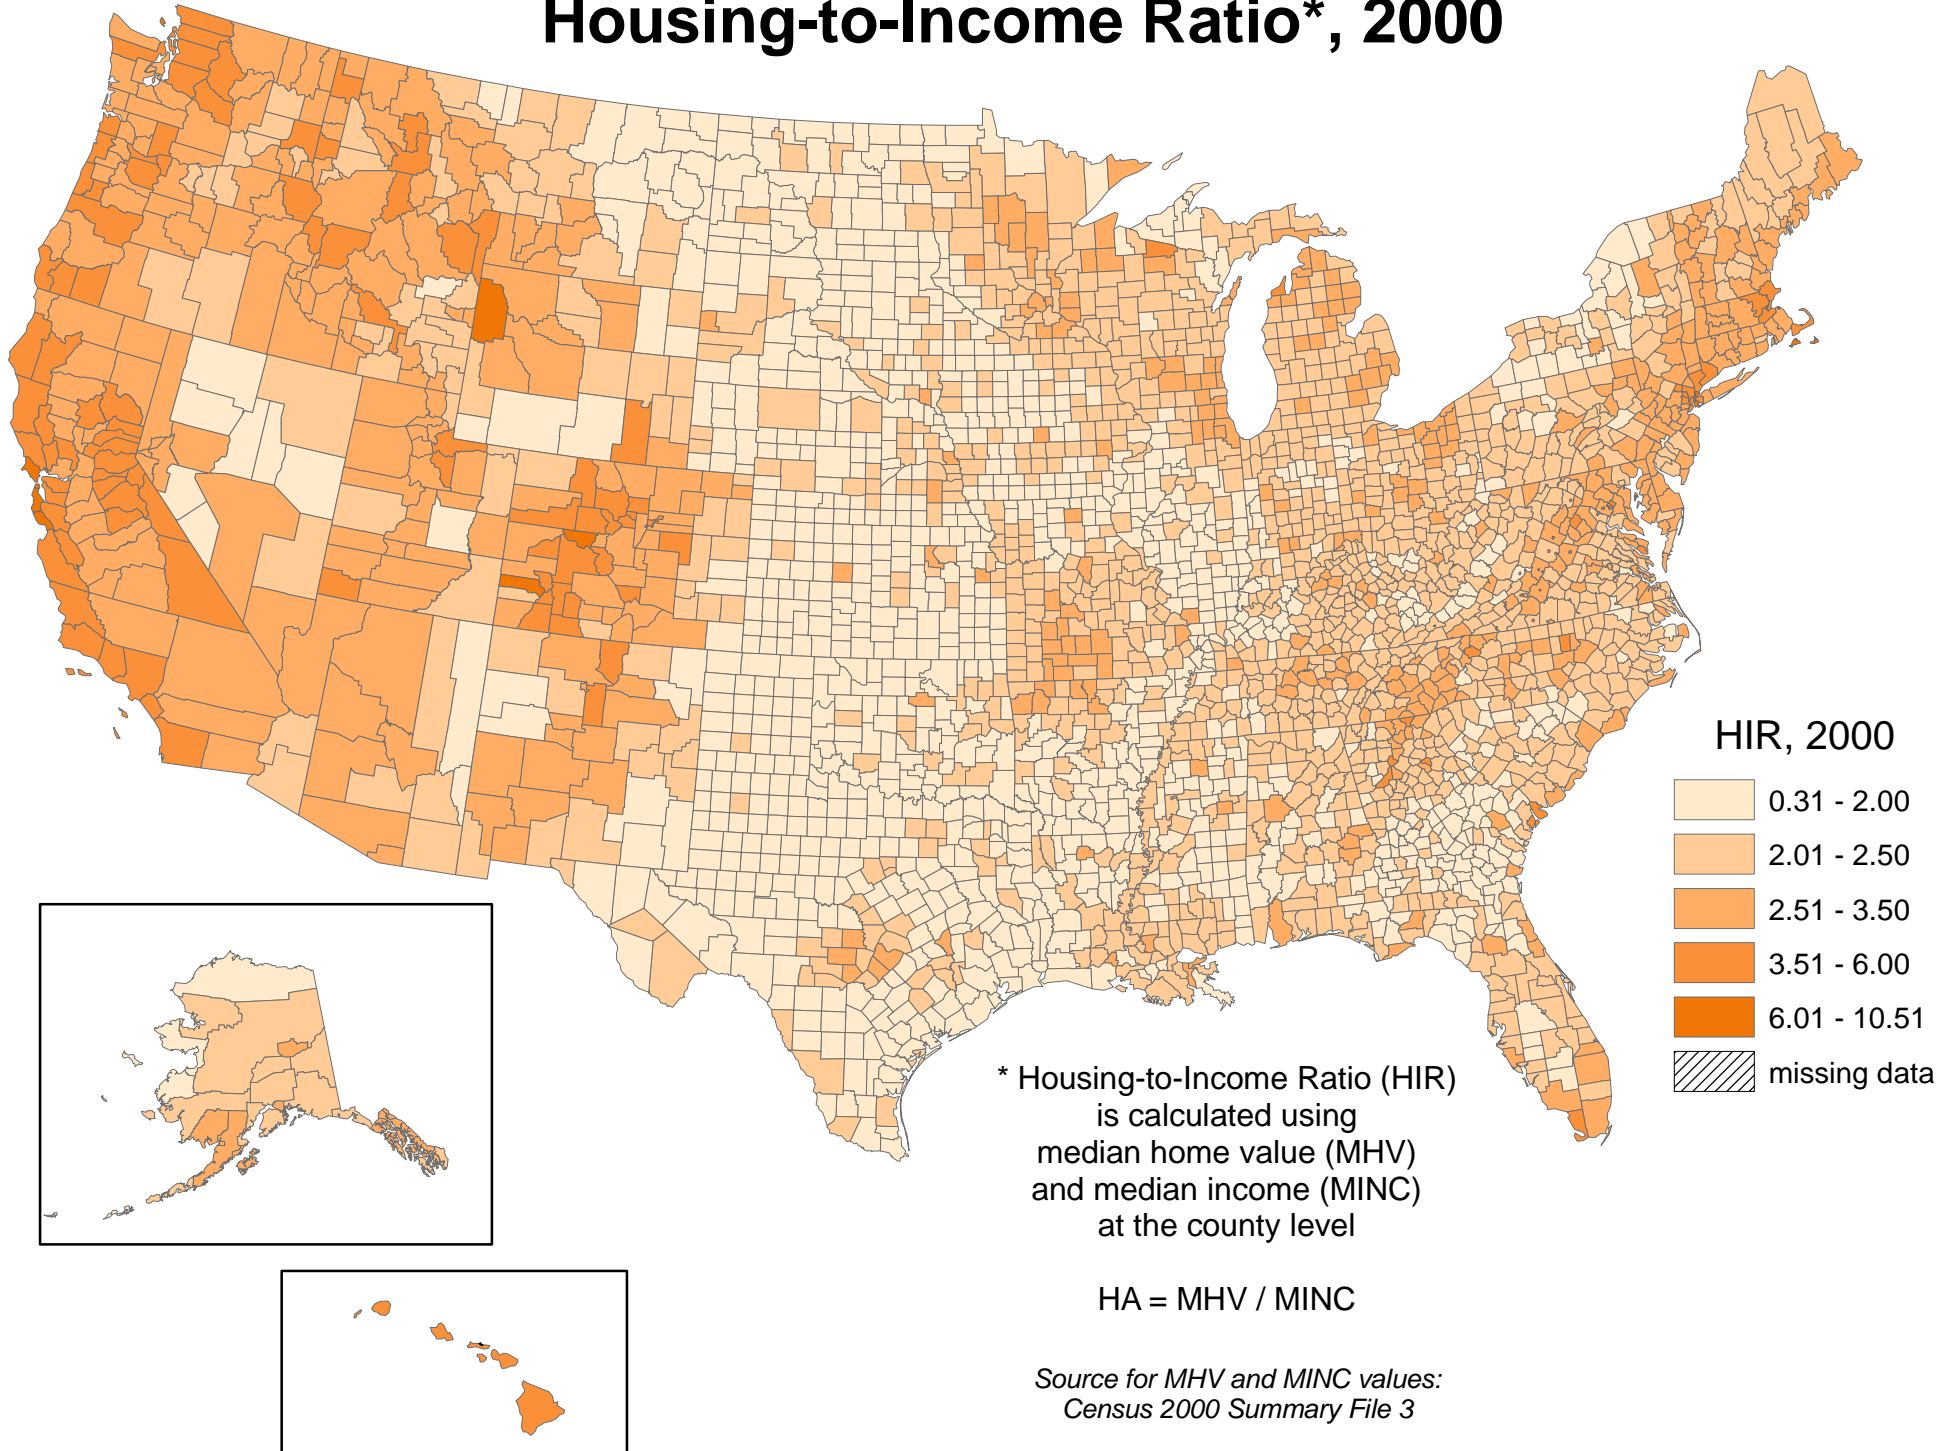 Housing-to-Income Ratio*, 2000
HIR, 2000
0.31 - 2.00
2.01 - 2.50
2.51 - 3.50
3.51 - 6.00
6.01 - 10.51
missing data
* Housing-to-Income Ratio (HIR)
is calculated using
median home value (MHV)
and median income (MINC)
at the county level
HA = MHV / MINC
Source for MHV and MINC values:
Census 2000 Summary File 3